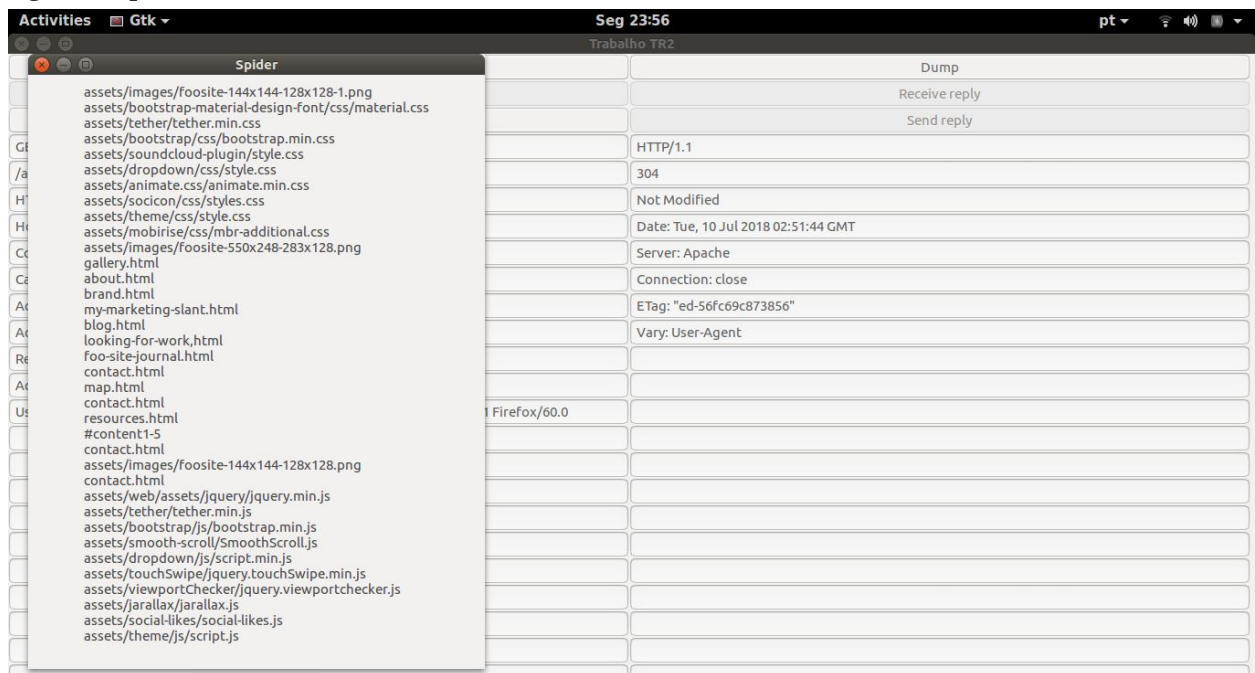 Activities Gtk Seg 23:56 pt
Trabalho TR2
Spider
assets/images/foosite-144x144-128x128-1.png
assets/bootstrap-material-design-font/css/material.css
assets/tether/tether.min.css
assets/bootstrap/css/bootstrap.min.css
assets/soundcloud-plugin/style.css
assets/dropdown/css/style.css
assets/animate.css/animate.min.css
assets/socicon/css/styles.css
assets/theme/css/style.css
assets/mobirise/css/mbr-additional.css
assets/images/foosite-550x248-283x128.png
gallery.html
about.html
brand.html
my-marketing-slant.html
blog.html
looking-for-work,html
foo-site-journal.html
contact.html
map.html
contact.html
resources.html
#content1-5
contact.html
assets/images/foosite-144x144-128x128.png
contact.html
assets/web/assets/jquery/jquery.min.js
assets/tether/tether.min.js
assets/bootstrap/js/bootstrap.min.js
assets/smooth-scroll/SmoothScroll.js
assets/dropdown/js/script.min.js
assets/touchSwipe/jquery.touchSwipe.min.js
assets/viewportChecker/jquery.viewportchecker.js
assets/jarallax/jarallax.js
assets/social-likes/social-likes.js
assets/theme/js/script.js
Firefox/60.0
Dump
Receive reply
Send reply
HTTP/1.1
304
Not Modified
Date: Tue, 10 Jul 2018 02:51:44 GMT
Server: Apache
Connection: close
ETag: "ed-56fc69c873856"
Vary: User-Agent